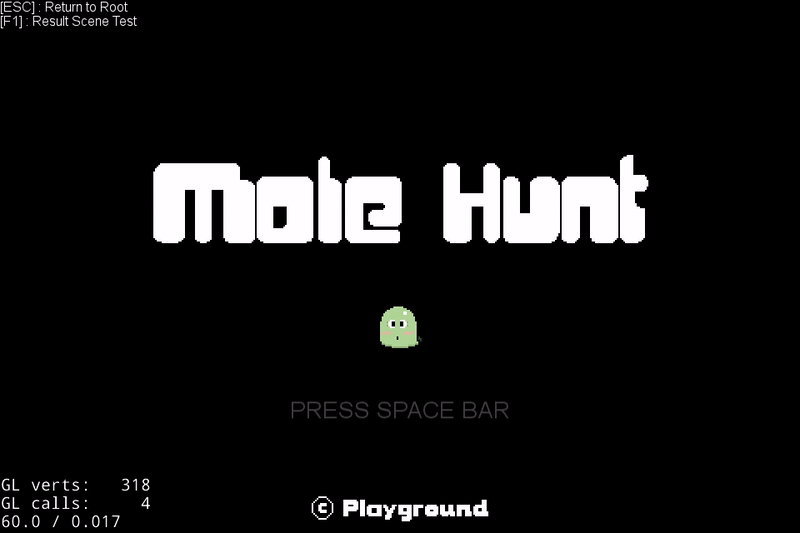 [ESC] : Return to Root
[F1] : Result Scene Test
Mole Hunt
PRESS SPACE BAR
GL verts: 318
GL calls: 4
60.0 / 0.017
© Playground